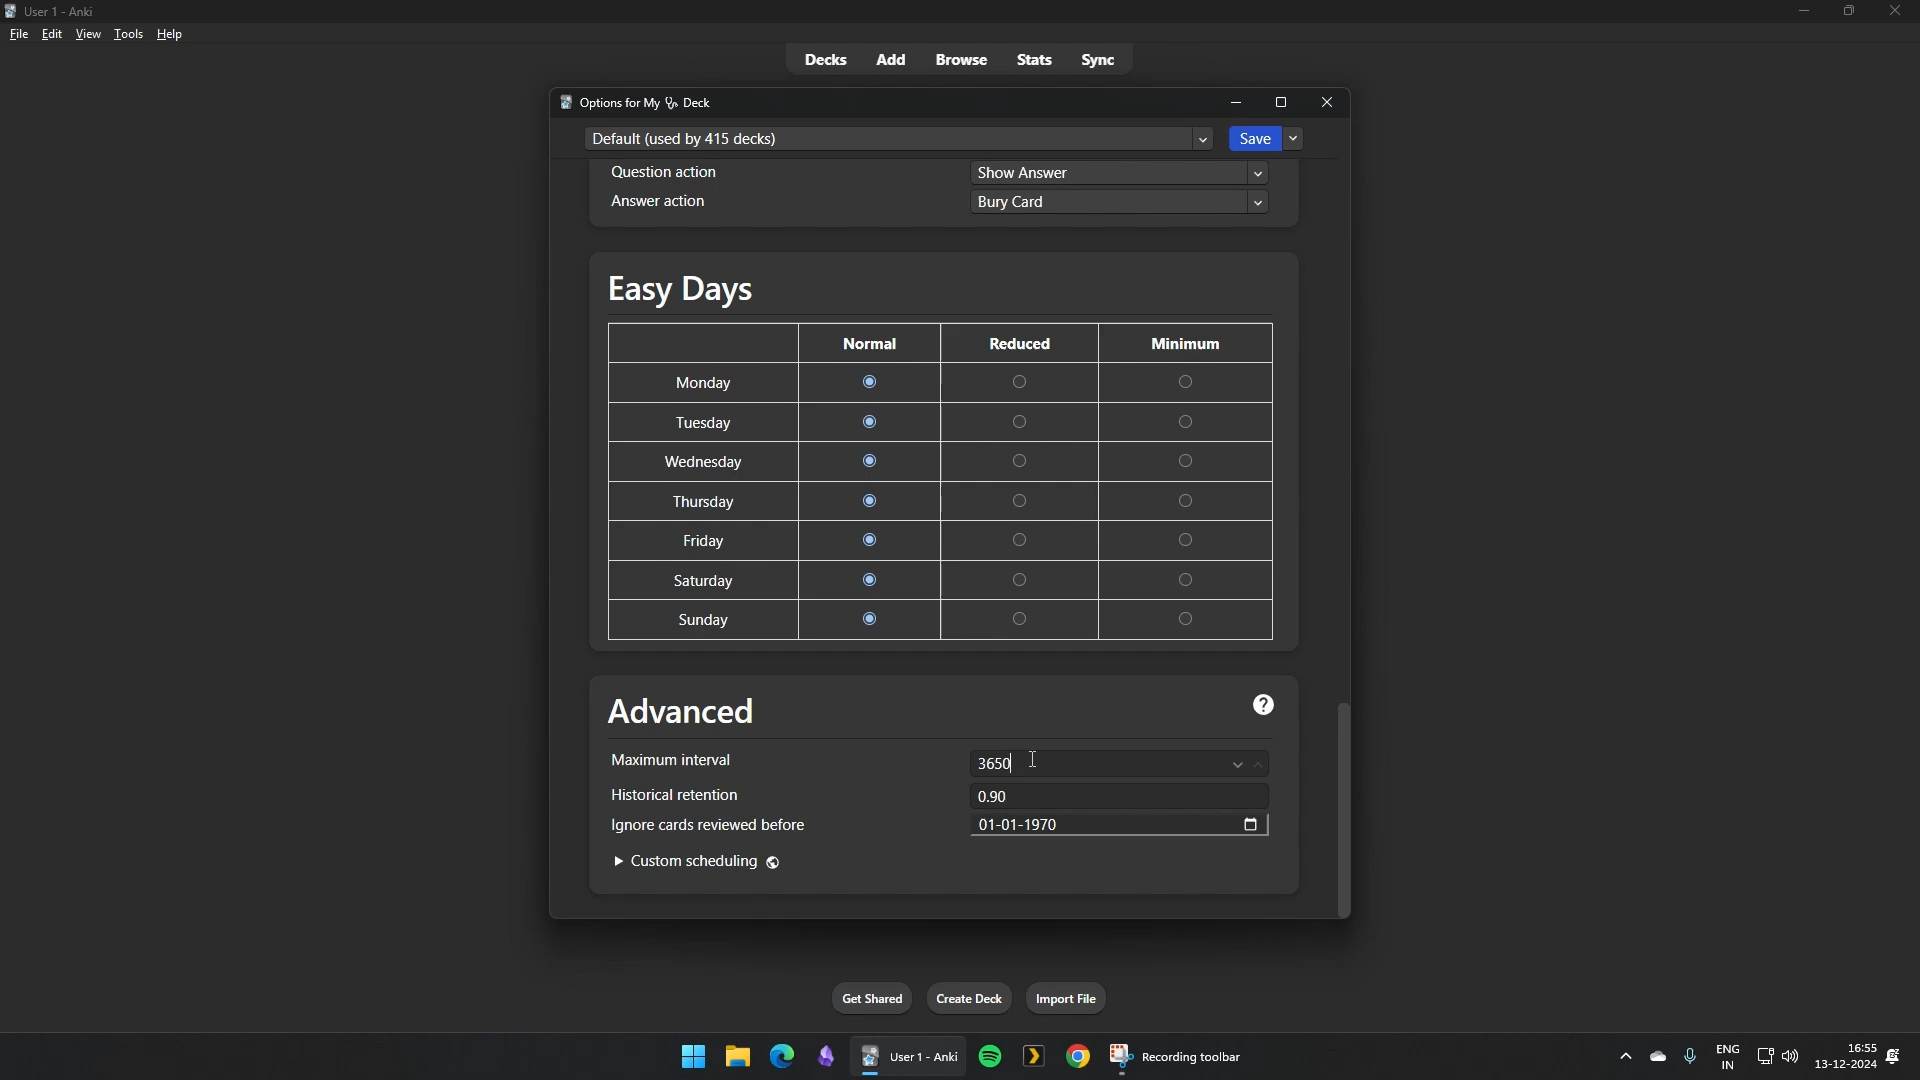 User 1 - Anki
File Edit View Tools Help
Decks Add Browse Stats Sync
Options for My 🩺 Deck
Default (used by 415 decks)
Save
Question action Show Answer
Answer action Bury Card
Easy Days
Normal Reduced Minimum
Monday
Tuesday
Wednesday
Thursday
Friday
Saturday
Sunday
Advanced
Maximum interval 3650
Historical retention 0.90
Ignore cards reviewed before 01-01-1970
Custom scheduling
Get Shared Create Deck Import File
User 1 - Anki Recording toolbar
ENG 16:55
IN 13-12-2024